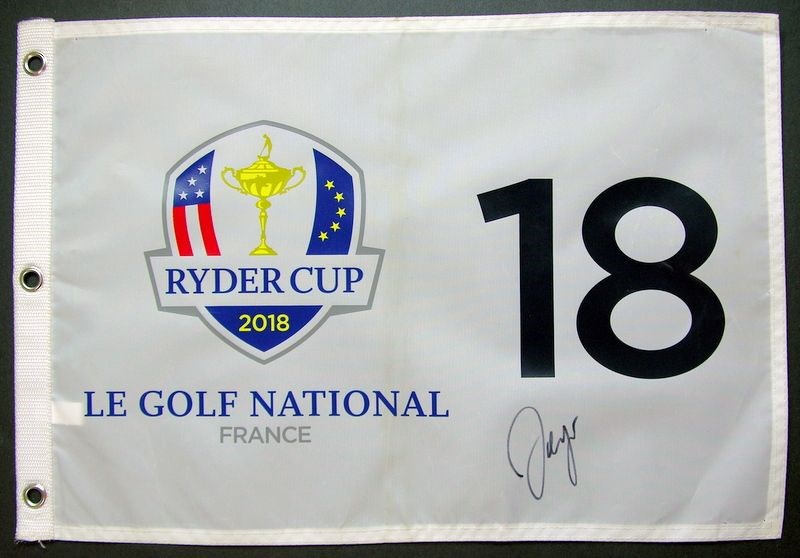 RYDER CUP
2018
LE GOLF NATIONAL
FRANCE
18